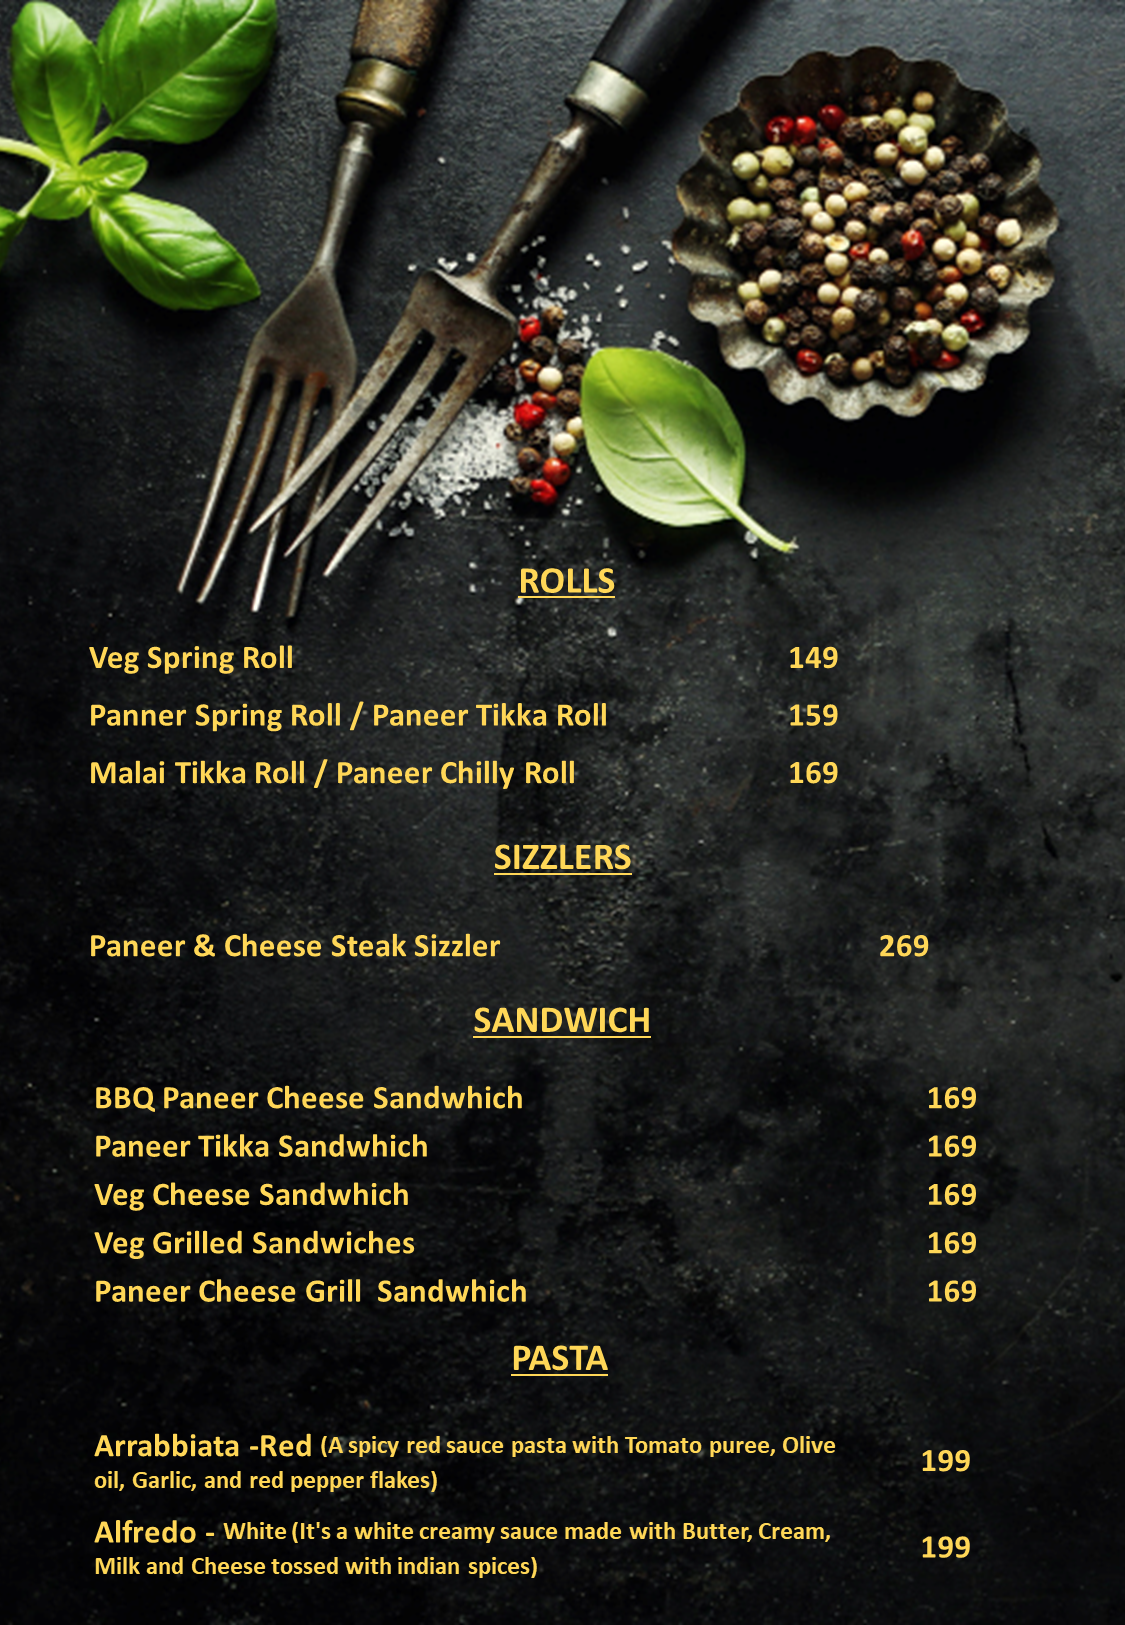 ROLLS
Veg Spring Roll 149
Panner Spring Roll / Paneer Tikka Roll 159
Malai Tikka Roll / Paneer Chilly Roll 169
SIZZLERS
Paneer & Cheese Steak Sizzler 269
SANDWICH
BBQ Paneer Cheese Sandwhich 169
Paneer Tikka Sandwhich 169
Veg Cheese Sandwhich 169
Veg Grilled Sandwiches 169
Paneer Cheese Grill  Sandwhich 169
PASTA
Arrabbiata -Red (A spicy red sauce pasta with Tomato puree, Olive
oil, Garlic, and red pepper flakes) 199
Alfredo - White (It's a white creamy sauce made with Butter, Cream,
Milk and Cheese tossed with indian spices) 199